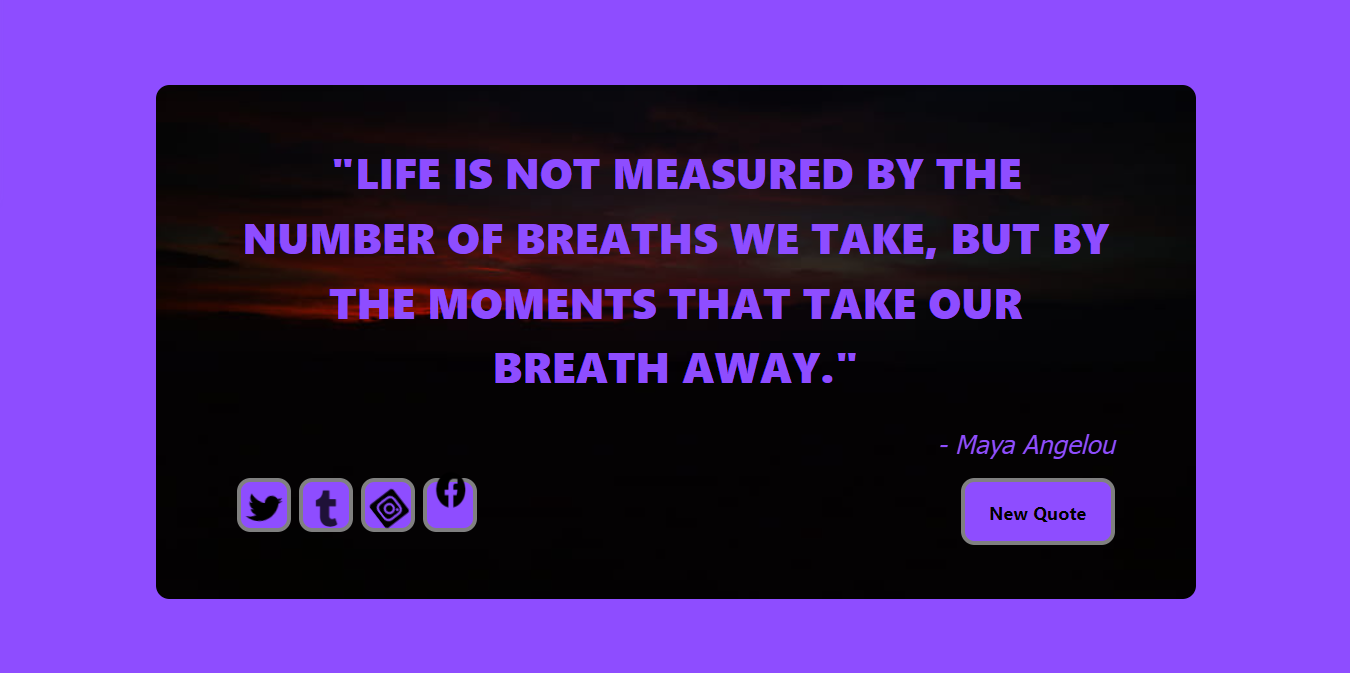 "LIFE IS NOT MEASURED BY THE
NUMBER OF BREATHS WE TAKE, BUT BY
THE MOMENTS THAT TAKE OUR
BREATH AWAY."
- Maya Angelou
New Quote